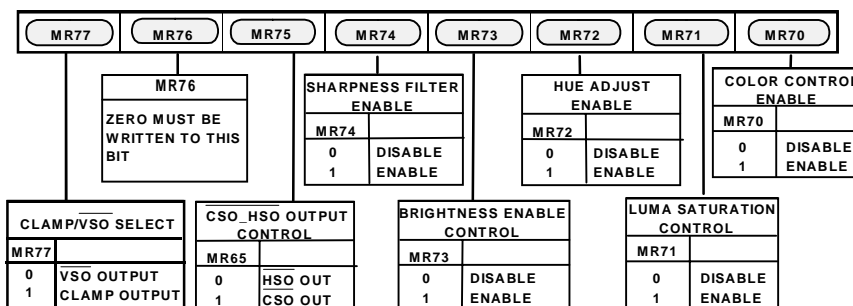 MR77 MR76 MR75 MR74 MR73 MR72 MR71 MR70
MR76
ZERO MUST BE
WRITTEN TO THIS
BIT
SHARPNESS FILTER
ENABLE
MR74
0 DISABLE
1 ENABLE
HUE ADJUST
ENABLE
MR72
0 DISABLE
1 ENABLE
COLOR CONTROL
ENABLE
MR70
0 DISABLE
1 ENABLE
CLAMP/VSO SELECT
MR77
0 VSO OUTPUT
1 CLAMP OUTPUT
CSO_HSO OUTPUT
CONTROL
MR65
0 HSO OUT
1 CSO OUT
BRIGHTNESS ENABLE
CONTROL
MR73
0 DISABLE
1 ENABLE
LUMA SATURATION
CONTROL
MR71
0 DISABLE
1 ENABLE